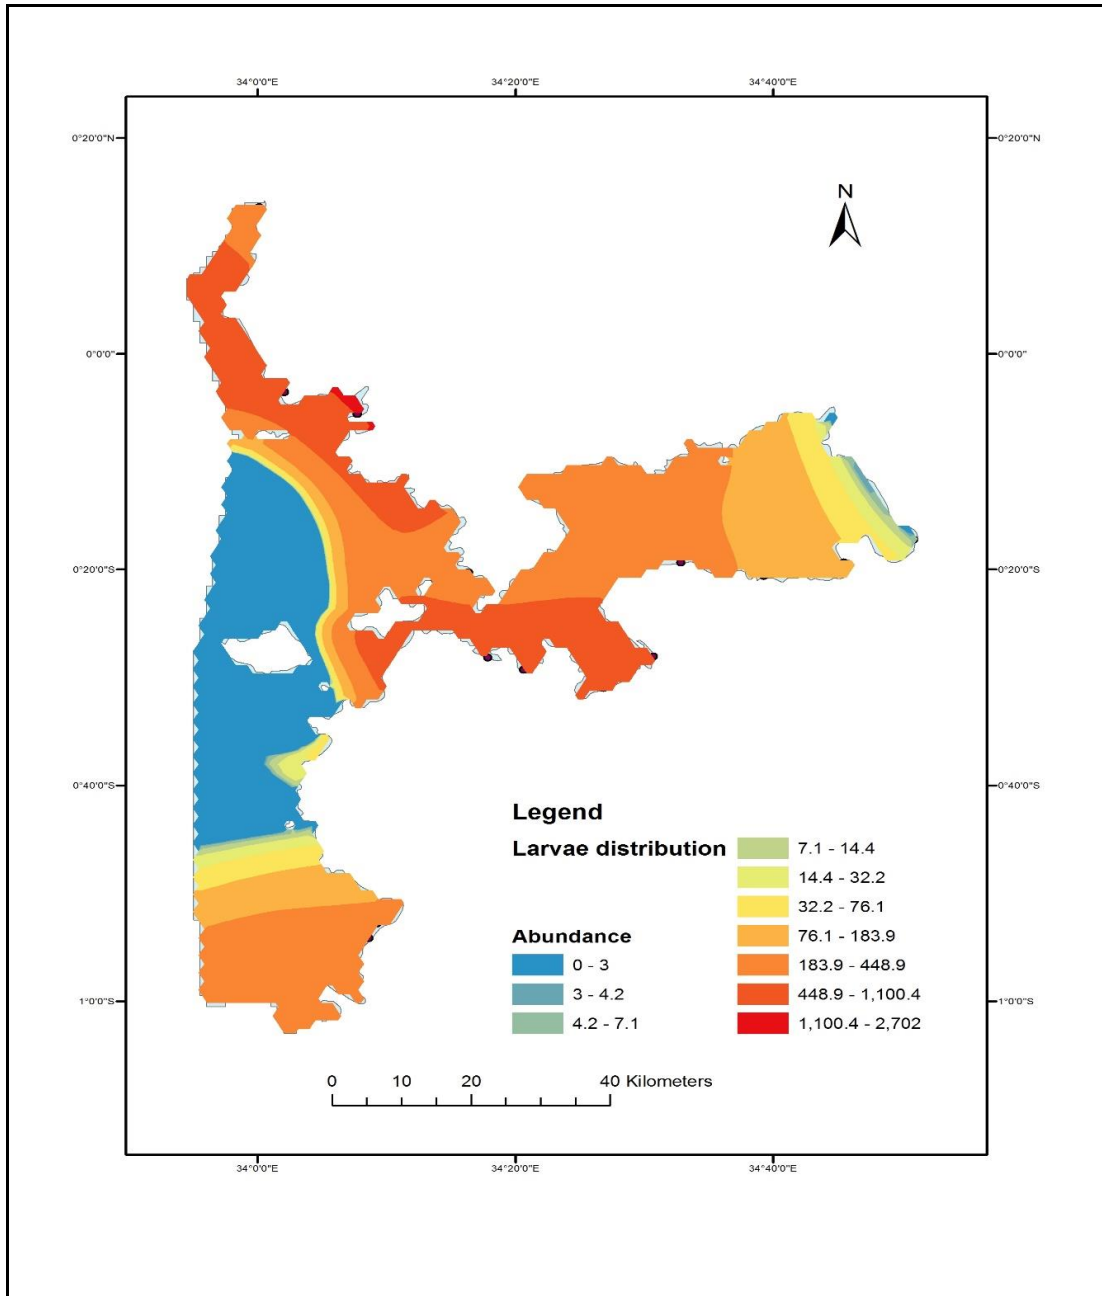 34°0'0"E 34°20'0"E 34°40'0"E
0°20'0"N 0°20'0"N
N
0°0'0" 0°0'0"
0°20'0"S 0°20'0"S
0°40'0"S 0°40'0"S
Legend
Larvae distribution
Abundance
0 - 3
3 - 4.2
4.2 - 7.1
7.1 - 14.4
14.4 - 32.2
32.2 - 76.1
76.1 - 183.9
183.9 - 448.9
448.9 - 1,100.4
1,100.4 - 2,702
1°0'0"S 1°0'0"S
0 10 20 40 Kilometers
34°0'0"E 34°20'0"E 34°40'0"E